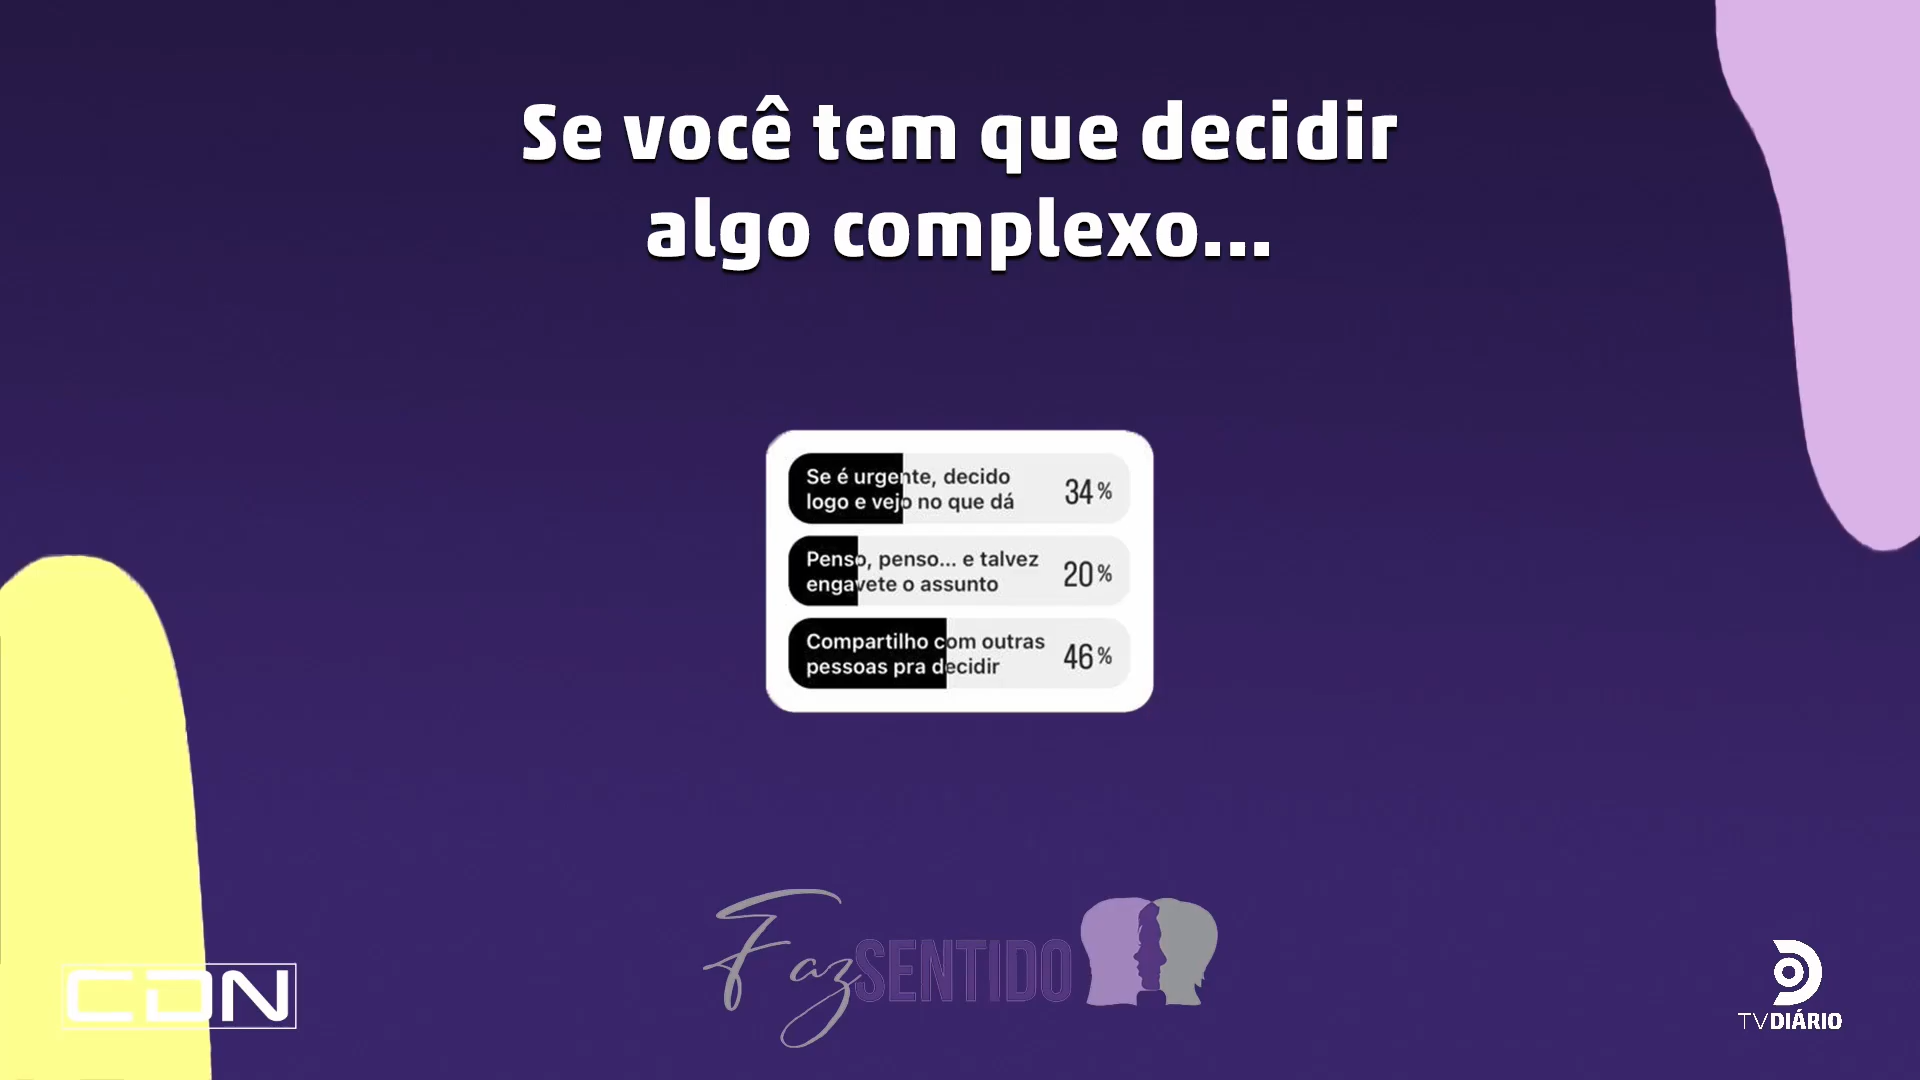 Se você tem que decidir
algo complexo...
Se é urgente, decido
logo e vejo no que dá
34%
Penso, penso... e talvez
engavete o assunto
20%
Compartilho com outras
pessoas pra decidir
46%
Faz SENTIDO
CDN
TV DIÁRIO